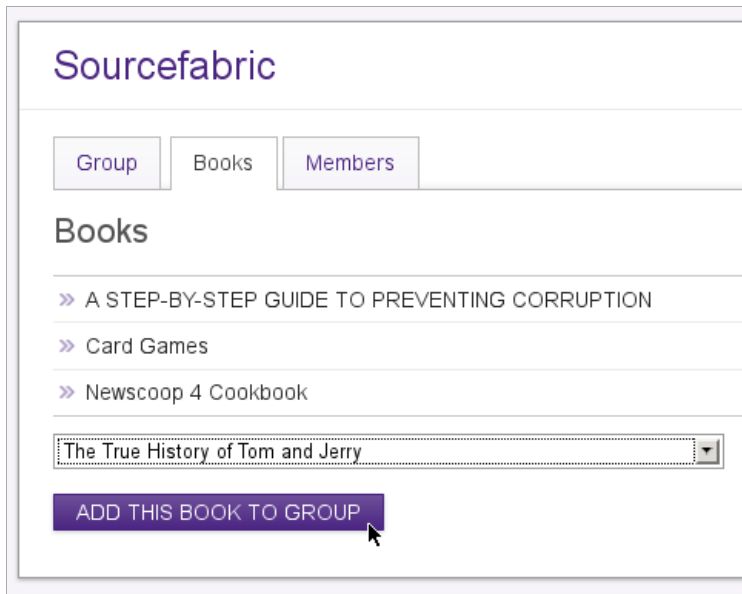 Sourcefabric
Group Books Members
Books
» A STEP-BY-STEP GUIDE TO PREVENTING CORRUPTION
» Card Games
» Newscoop 4 Cookbook
The True History of Tom and Jerry
ADD THIS BOOK TO GROUP